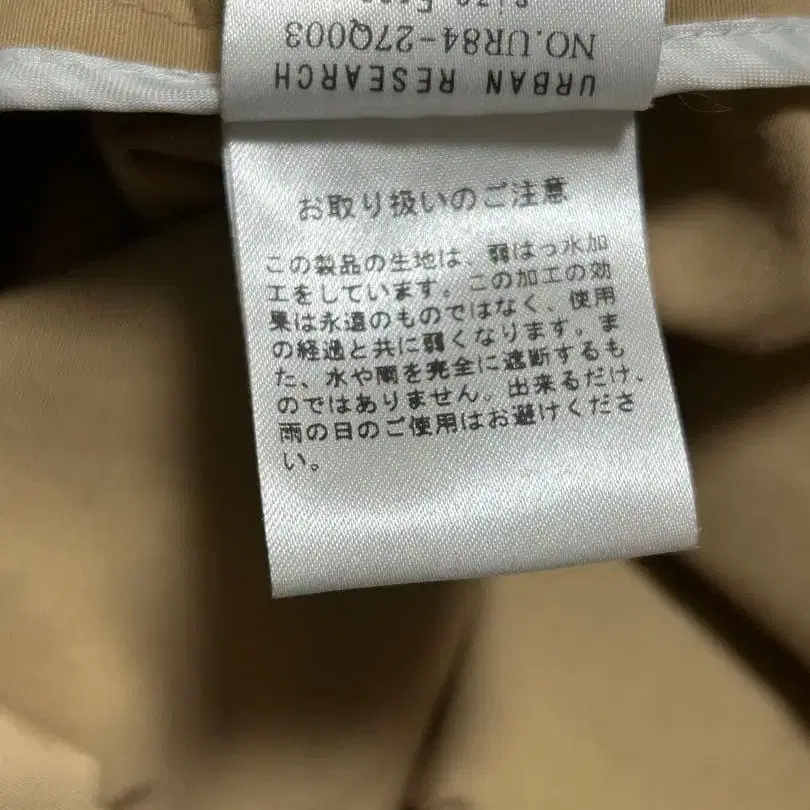 URBAN RESEARCH
NO.UR84-27Q003
Size
お取り扱いのご注意
この製品の生地は、弱はっ水加
工をしています。この加工の効
果は永遠のものではなく、使用
の経過と共に弱くなります。ま
た、水や を完全に遮断するも
のではありません。出来るだけ、
雨の日のご使用はお避けくださ
い。